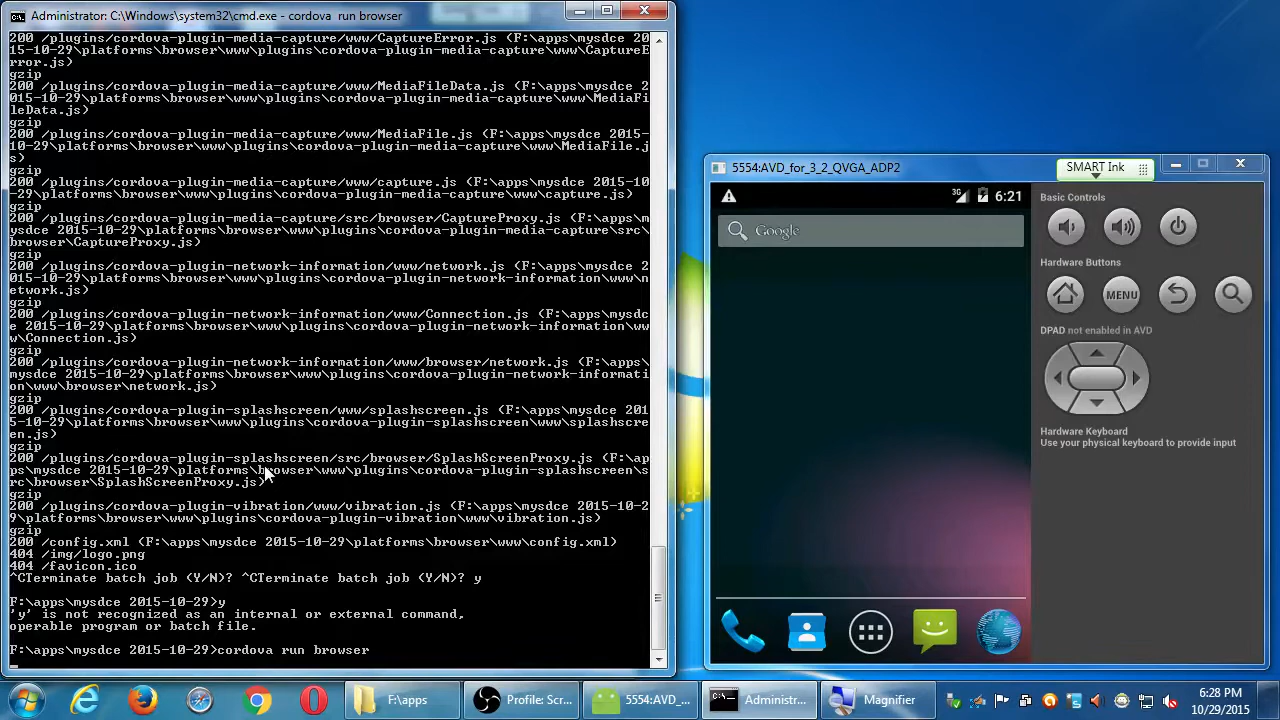 Administrator: C:\Windows\system32\cmd.exe - cordova  run browser
200 /plugins/cordova-plugin-media-capture/www/CaptureError.js (F:\apps\mysdce 20
15-10-29\platforms\browser\www\plugins\cordova-plugin-media-capture\www\CaptureE
rror.js)
gzip
200 /plugins/cordova-plugin-media-capture/www/MediaFileData.js (F:\apps\mysdce 2
015-10-29\platforms\browser\www\plugins\cordova-plugin-media-capture\www\MediaFi
leData.js)
gzip
200 /plugins/cordova-plugin-media-capture/www/MediaFile.js (F:\apps\mysdce 2015-
10-29\platforms\browser\www\plugins\cordova-plugin-media-capture\www\MediaFile.j
s)
gzip
200 /plugins/cordova-plugin-media-capture/www/capture.js (F:\apps\mysdce 2015-10
-29\platforms\browser\www\plugins\cordova-plugin-media-capture\www\capture.js)
gzip
200 /plugins/cordova-plugin-media-capture/src/browser/CaptureProxy.js (F:\apps\m
ysdce 2015-10-29\platforms\browser\www\plugins\cordova-plugin-media-capture\src\
browser\CaptureProxy.js)
gzip
200 /plugins/cordova-plugin-network-information/www/network.js (F:\apps\mysdce 2
015-10-29\platforms\browser\www\plugins\cordova-plugin-network-information\www\n
etwork.js)
gzip
200 /plugins/cordova-plugin-network-information/www/Connection.js (F:\apps\mysdc
e 2015-10-29\platforms\browser\www\plugins\cordova-plugin-network-information\ww
w\Connection.js)
gzip
200 /plugins/cordova-plugin-network-information/www/browser/network.js (F:\apps\
mysdce 2015-10-29\platforms\browser\www\plugins\cordova-plugin-network-informati
on\www\browser\network.js)
gzip
200 /plugins/cordova-plugin-splashscreen/www/splashscreen.js (F:\apps\mysdce 201
5-10-29\platforms\browser\www\plugins\cordova-plugin-splashscreen\www\splashscre
en.js)
gzip
200 /plugins/cordova-plugin-splashscreen/src/browser/SplashScreenProxy.js (F:\ap
ps\mysdce 2015-10-29\platforms\browser\www\plugins\cordova-plugin-splashscreen\s
rc\browser\SplashScreenProxy.js)
gzip
200 /plugins/cordova-plugin-vibration/www/vibration.js (F:\apps\mysdce 2015-10-2
9\platforms\browser\www\plugins\cordova-plugin-vibration\www\vibration.js)
gzip
200 /config.xml (F:\apps\mysdce 2015-10-29\platforms\browser\www\config.xml)
404 /img/logo.png
404 /favicon.ico
^CTerminate batch job (Y/N)? ^CTerminate batch job (Y/N)? y
F:\apps\mysdce 2015-10-29>y
'y' is not recognized as an internal or external command,
operable program or batch file.
F:\apps\mysdce 2015-10-29>cordova run browser
5554:AVD_for_3_2_QVGA_ADP2
SMART Ink
3G 6:21
Google
Basic Controls
Hardware Buttons
MENU
DPAD not enabled in AVD
Hardware Keyboard
Use your physical keyboard to provide input
F:\apps
Profile: Scr...
5554:AVD_...
Administr...
Magnifier
6:28 PM
10/29/2015